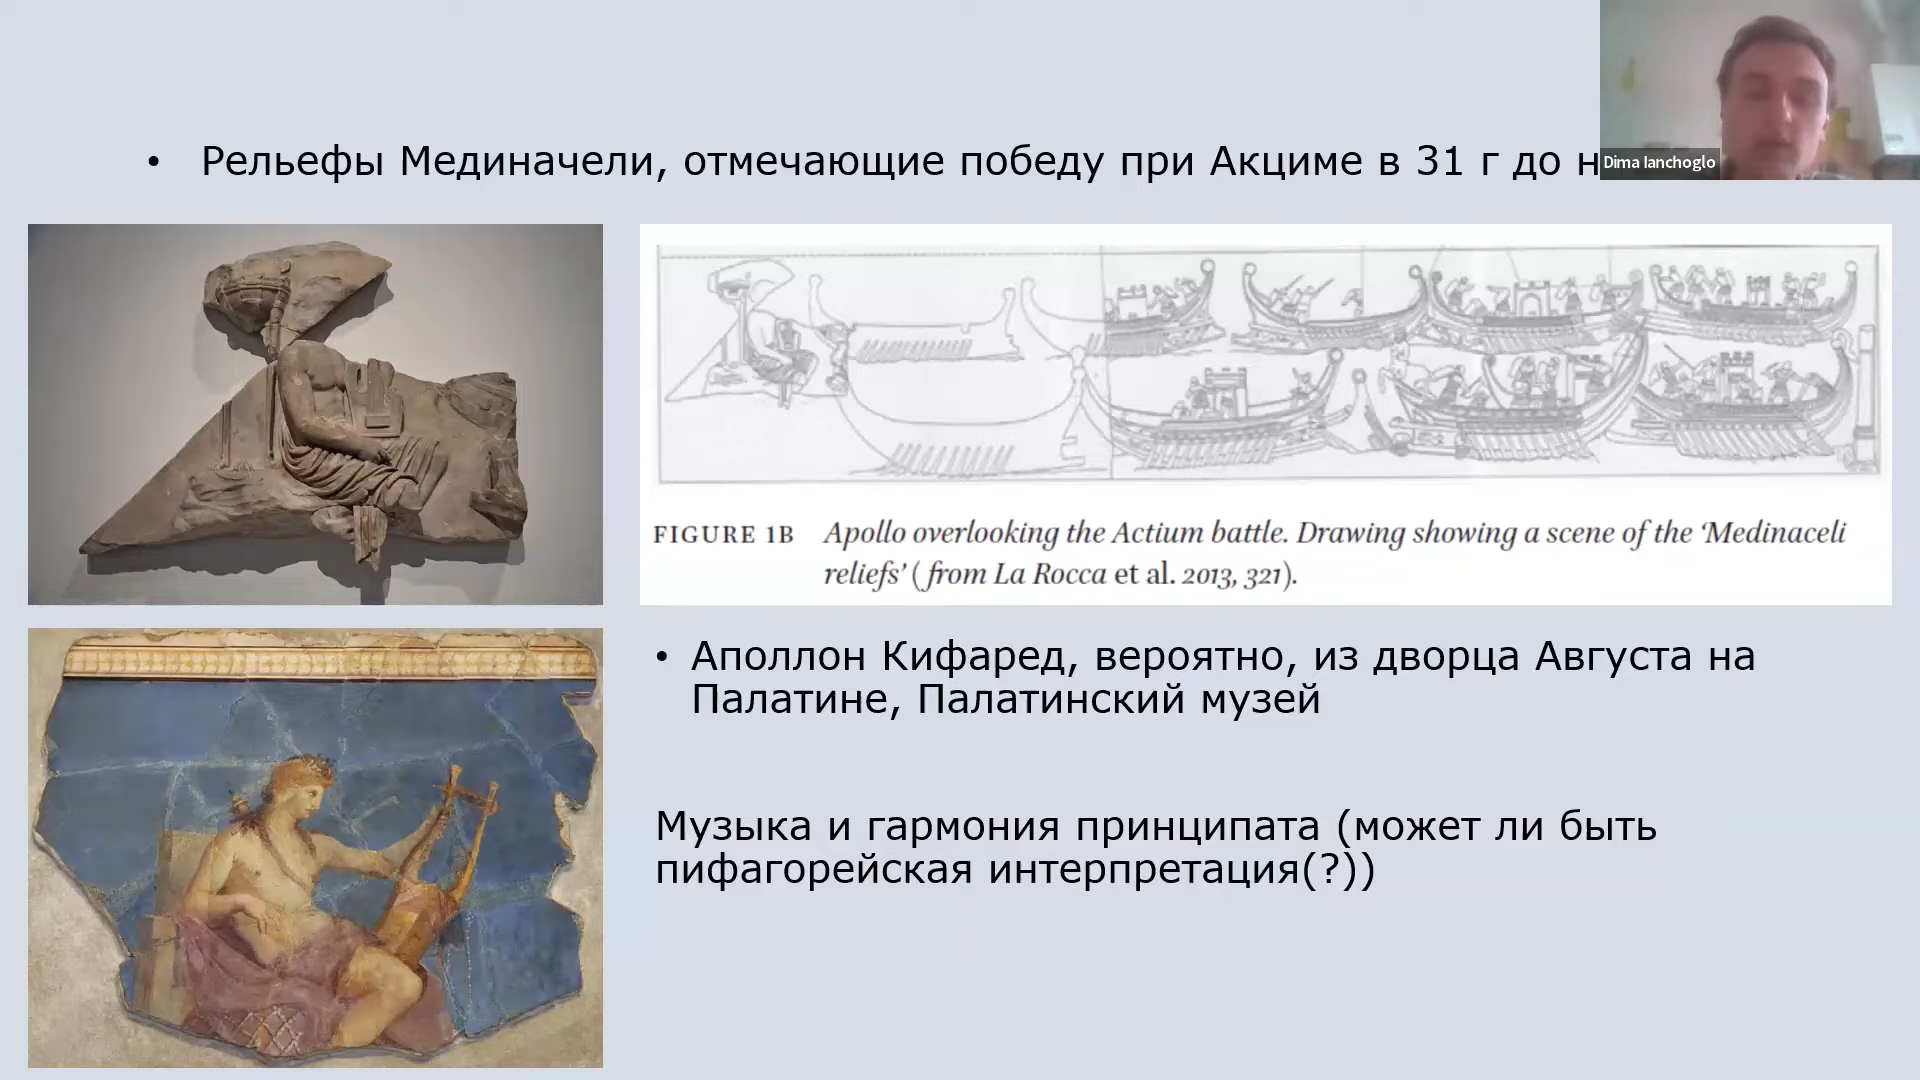 • Рельефы Мединачели, отмечающие победу при Акциме в 31 г до н
Dima Ianchoglo
FIGURE 1B Apollo overlooking the Actium battle. Drawing showing a scene of the ‘Medinaceli
reliefs’ (from La Rocca et al. 2013, 321).
• Аполлон Кифаред, вероятно, из дворца Августа на
Палатине, Палатинский музей
Музыка и гармония принципата (может ли быть
пифагорейская интерпретация(?))